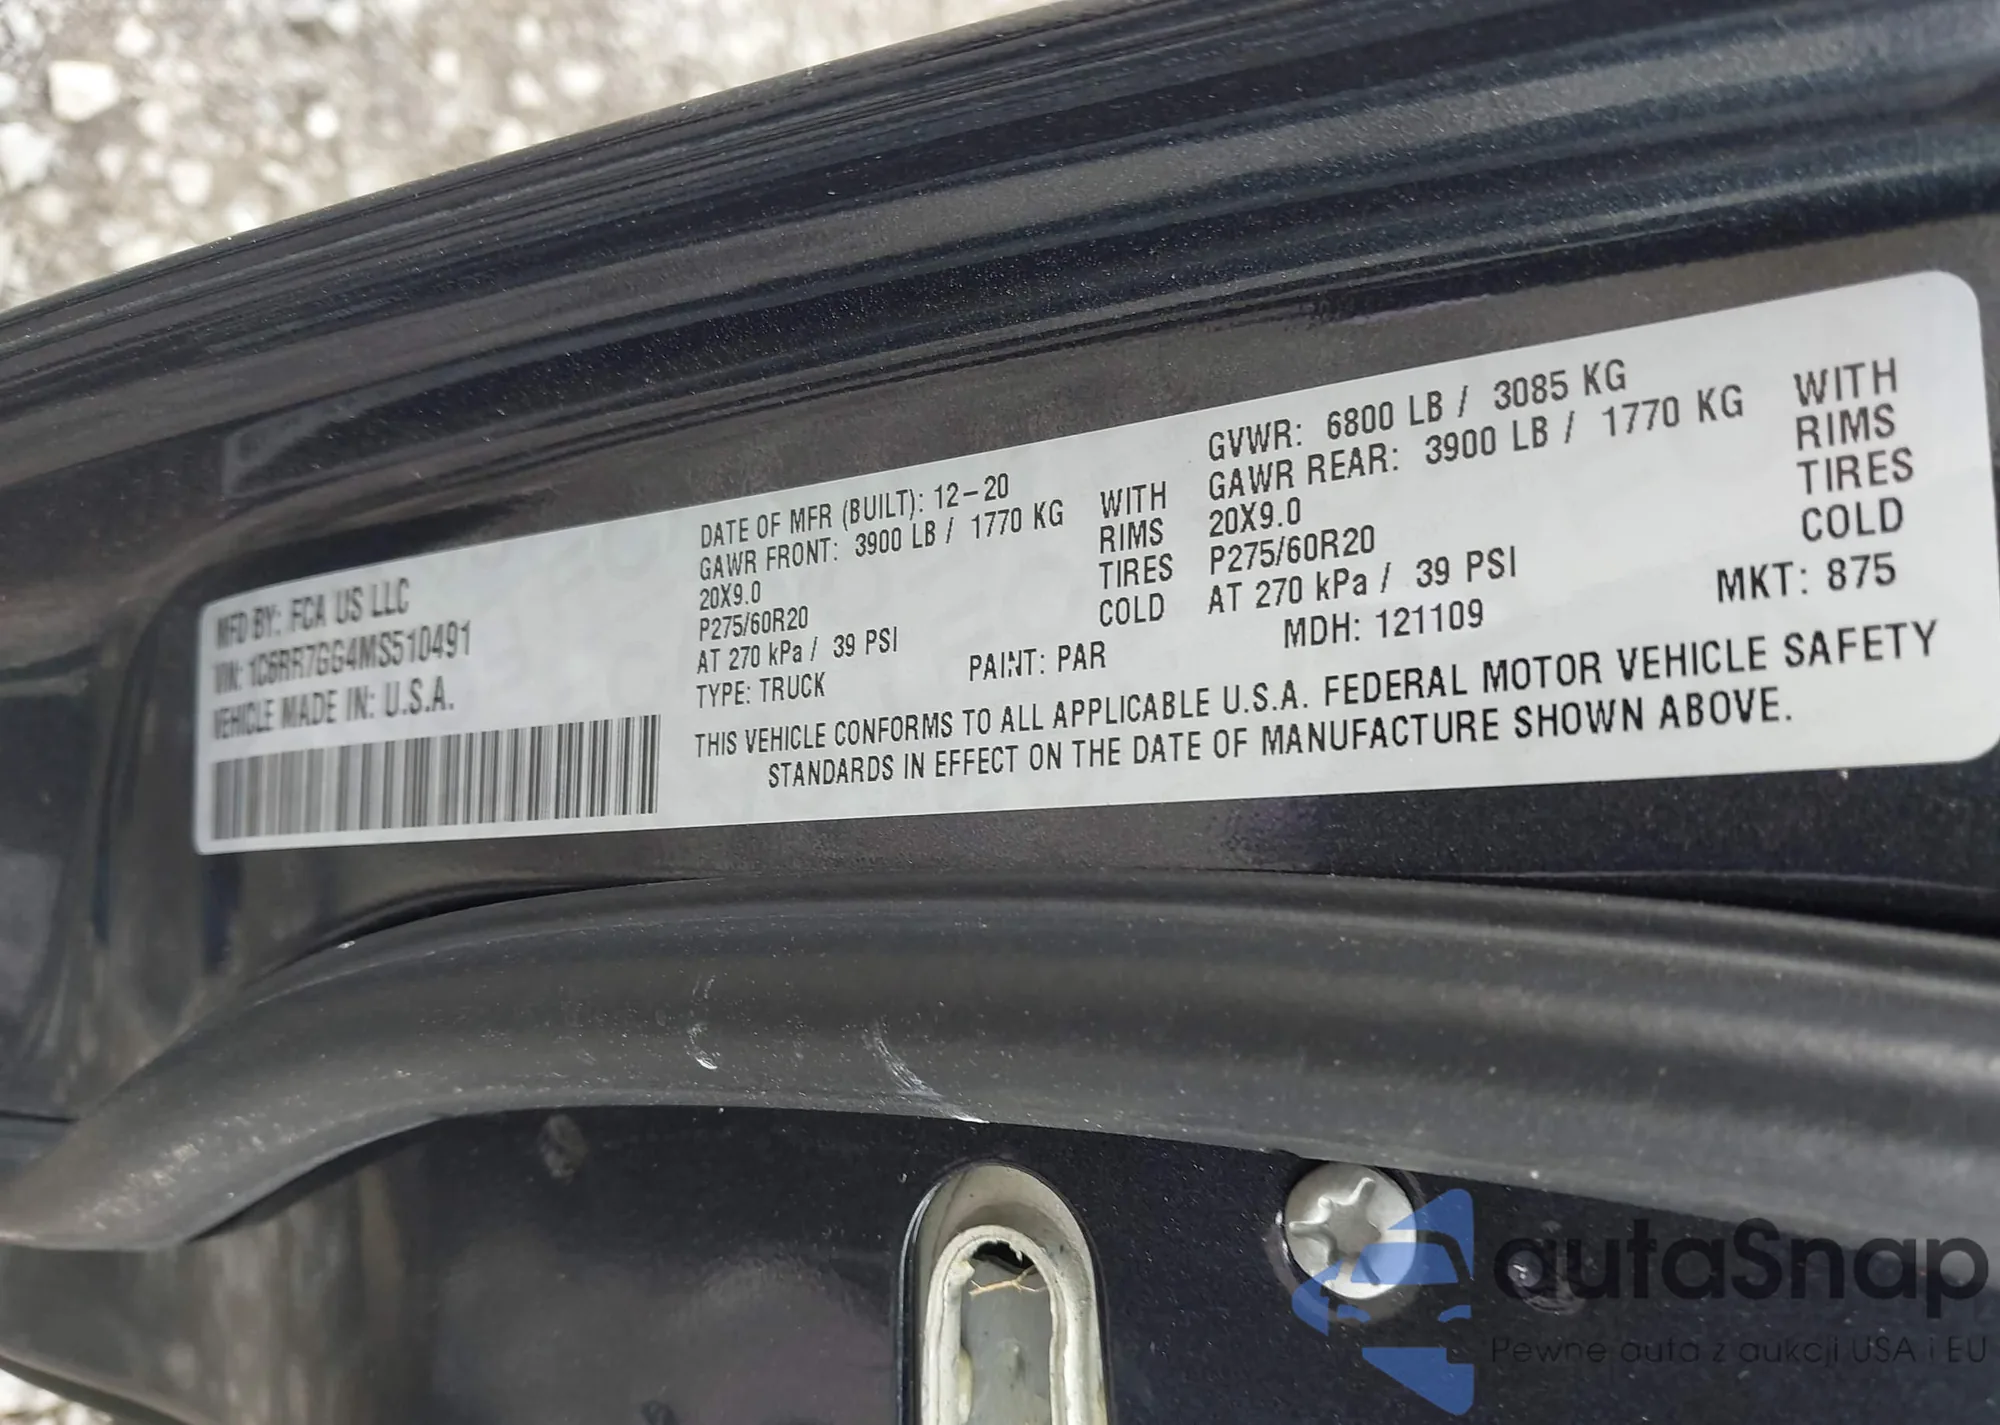 MFD BY: FCA US LLC
VIN: 1C6RR7GG4MS510491
VEHICLE MADE IN: U.S.A.
DATE OF MFR (BUILT): 12-20
GAWR FRONT: 3900 LB / 1770 KG WITH
20X9.0 RIMS
P275/60R20 TIRES
AT 270 kPa / 39 PSI COLD
TYPE: TRUCK PAINT: PAR
GVWR: 6800 LB / 3085 KG
GAWR REAR: 3900 LB / 1770 KG WITH
20X9.0 RIMS
P275/60R20 TIRES
AT 270 kPa / 39 PSI COLD
MDH: 121109 MKT: 875
THIS VEHICLE CONFORMS TO ALL APPLICABLE U.S.A. FEDERAL MOTOR VEHICLE SAFETY
STANDARDS IN EFFECT ON THE DATE OF MANUFACTURE SHOWN ABOVE.
autaSnap
Pewne auta z aukcji USA i EU